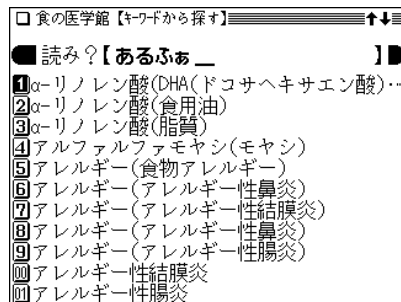 □ 食の医学館【キーワードから探す】 ↑↓
読み?【あるふぁ_ 】
1 α-リノレン酸(DHA(ドコサヘキサエン酸)…
2 α-リノレン酸(食用油)
3 α-リノレン酸(脂質)
4 アルファルファモヤシ(モヤシ)
5 アレルギー(食物アレルギー)
6 アレルギー(アレルギー性鼻炎)
7 アレルギー(アレルギー性結膜炎)
8 アレルギー(アレルギー性鼻炎)
9 アレルギー(アレルギー性腸炎)
00 アレルギー性結膜炎
01 アレルギー性腸炎